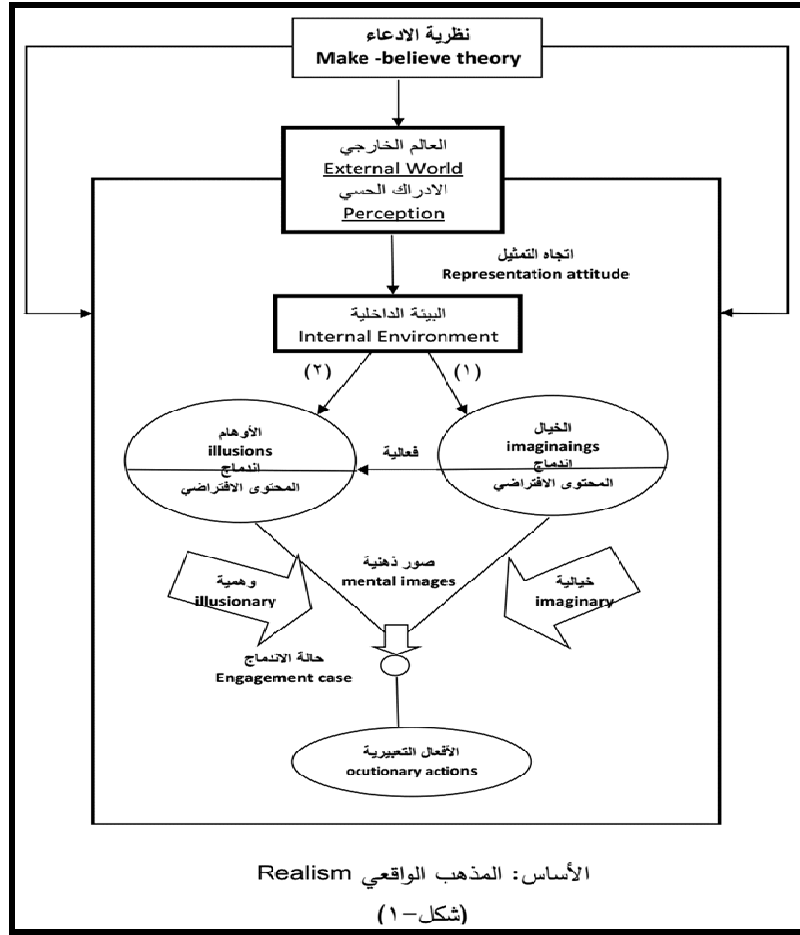 نظرية الادعاء
Make -believe theory
العالم الخارجي
External World
الادراك الحسي
Perception
اتجاه التمثيل
Representation attitude
البيئة الداخلية
Internal Environment
(٢)
(١)
الأوهام
illusions
اندماج
المحتوى الافتراضي
فعالية
الخيال
imaginaings
اندماج
المحتوى الافتراضي
صور ذهنية
mental images
وهمية
illusionary
خيالية
imaginary
حالة الاندماج
Engagement case
الأفعال التعبيرية
ocutionary actions
الأساس: المذهب الواقعي Realism
(شكل-١)